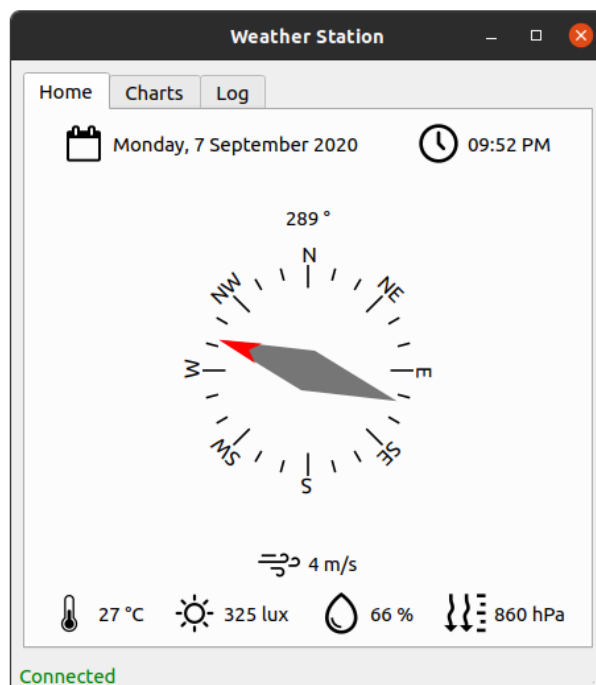 Weather Station
Home Charts Log
Monday, 7 September 2020 09:52 PM
289 °
N
NW NE
W E
SW SE
S
4 m/s
27 °C 325 lux 66 % 860 hPa
Connected